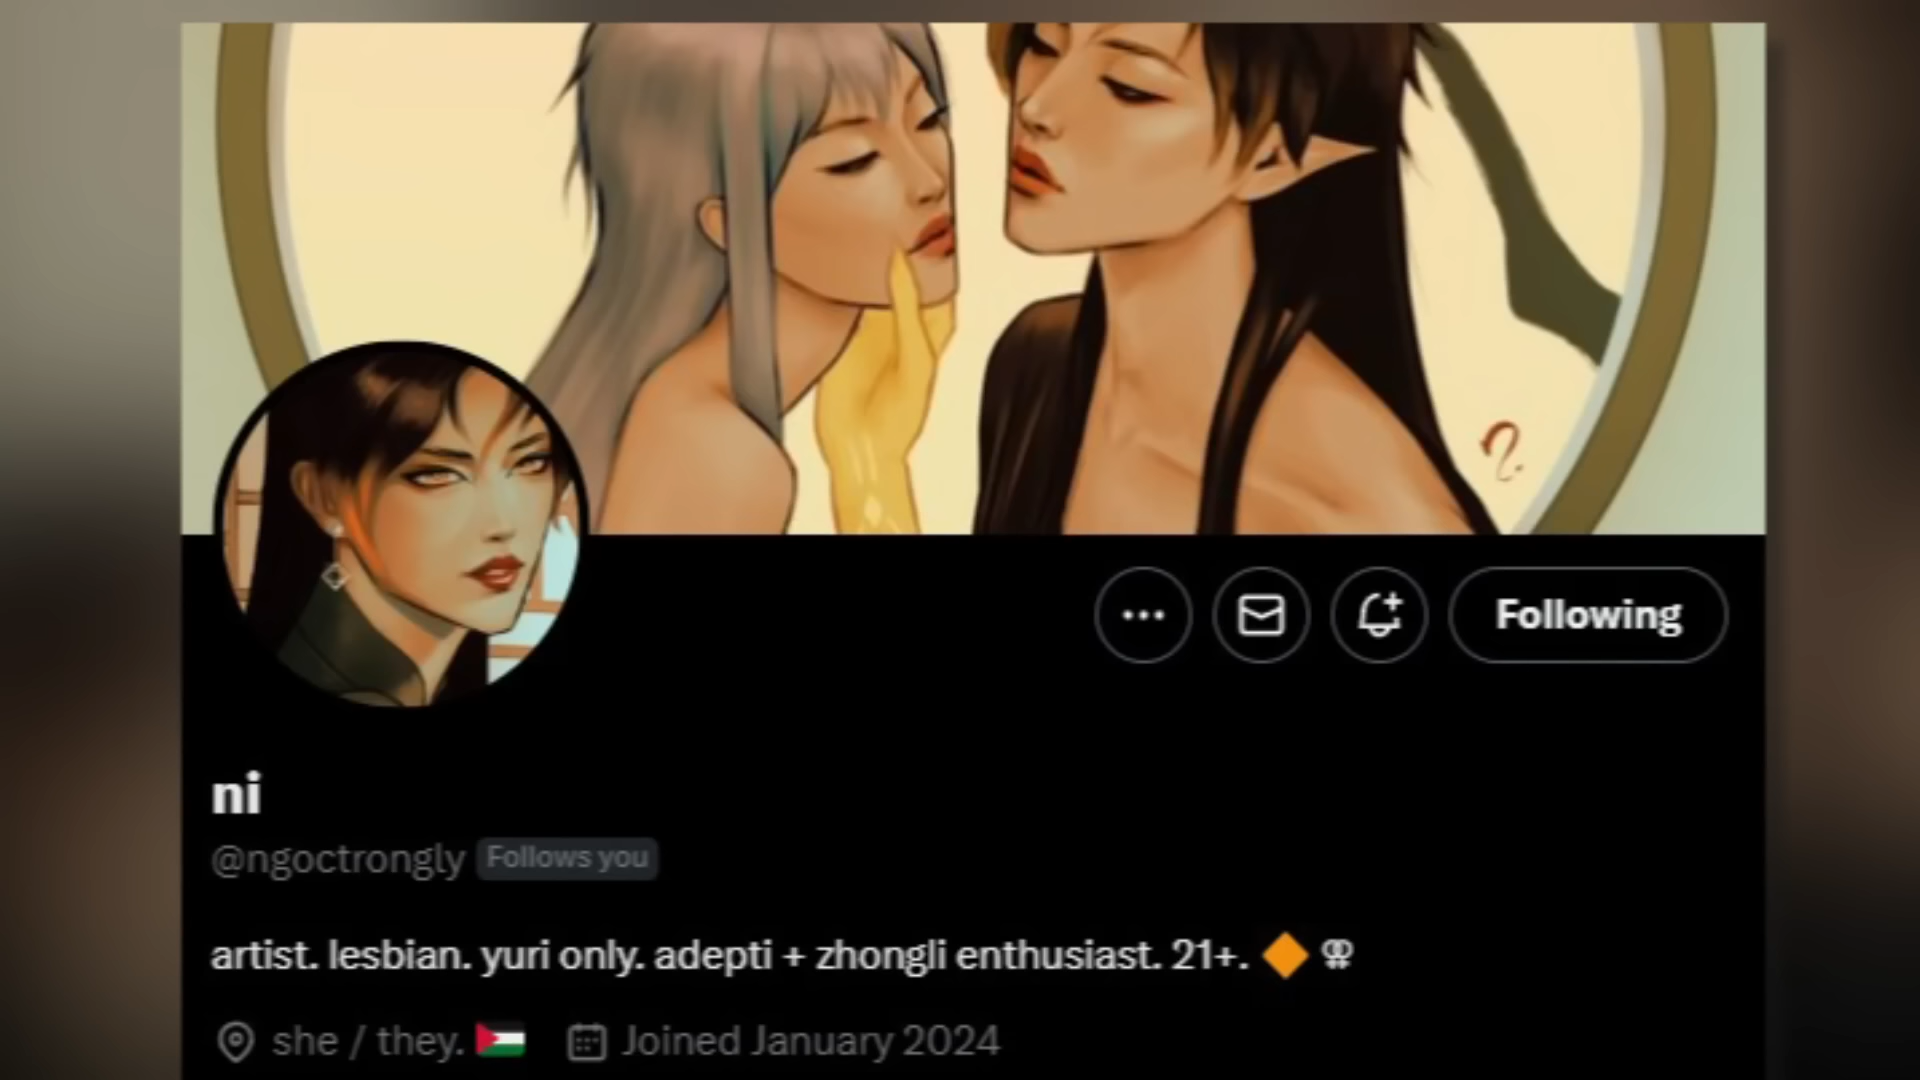 Following
ni
@ngoctrongly Follows you
artist. lesbian. yuri only. adepti + zhongli enthusiast. 21+. 🔶 ⚢
she / they. 🇵🇸 Joined January 2024